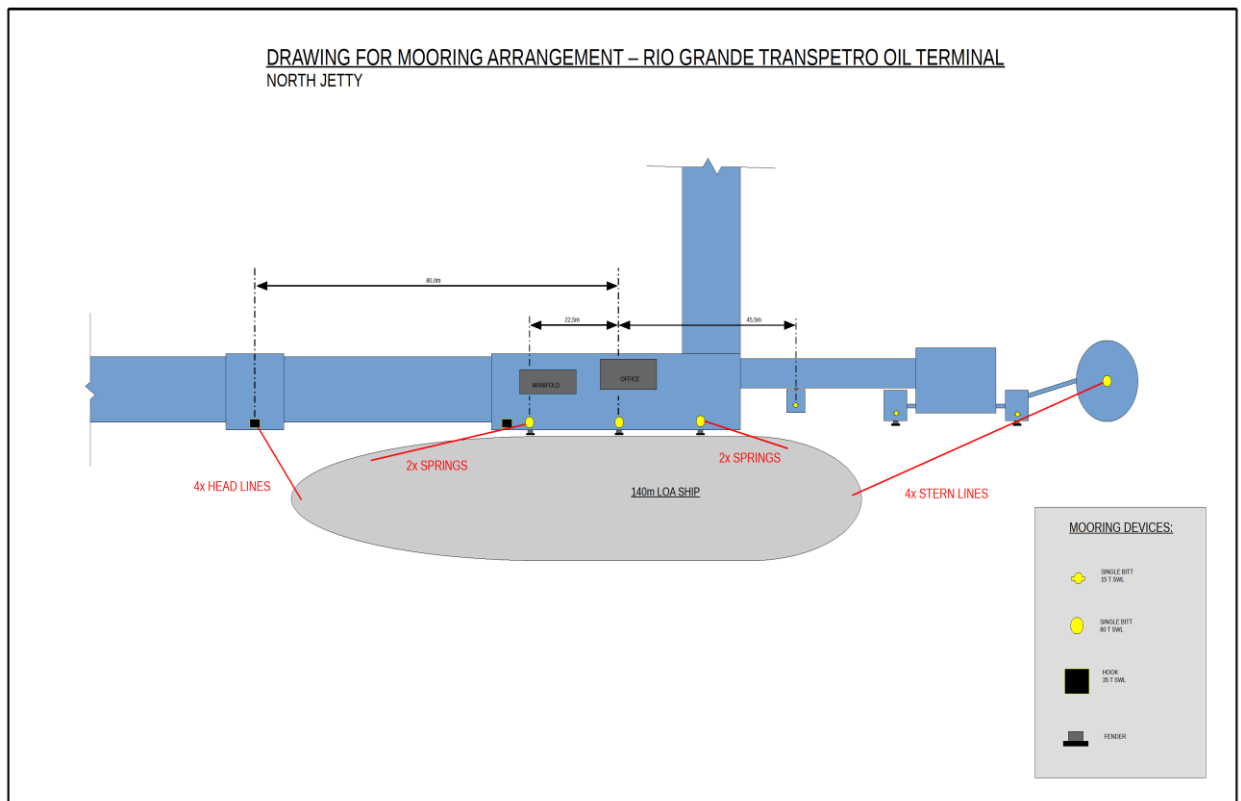 DRAWING FOR MOORING ARRANGEMENT – RIO GRANDE TRANSPETRO OIL TERMINAL
NORTH JETTY
80,0m
22,5m
45,5m
MANIFOLD
OFFICE
2x SPRINGS
2x SPRINGS
4x HEAD LINES
140m LOA SHIP
4x STERN LINES
MOORING DEVICES:
SINGLE BITT
15 T SWL
SINGLE BITT
80 T SWL
HOOK
35 T SWL
FENDER